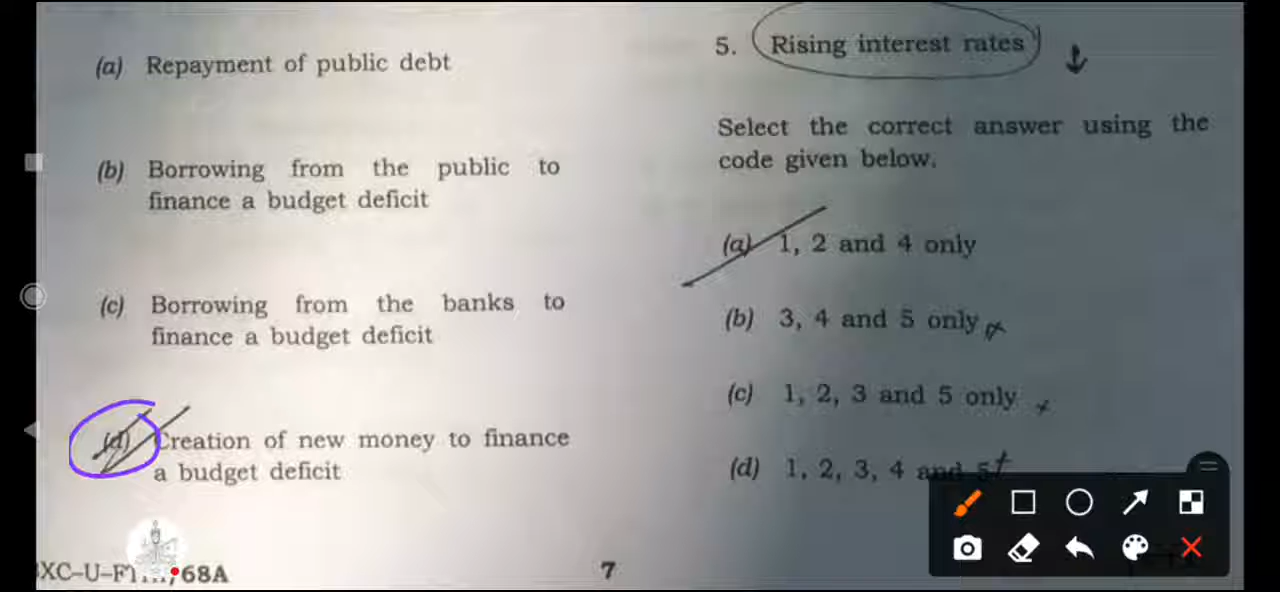 (a) Repayment of public debt
(b) Borrowing from the public to
finance a budget deficit
(c) Borrowing from the banks to
finance a budget deficit
(d) Creation of new money to finance
a budget deficit
68A
7
5. Rising interest rates
Select the correct answer using the
code given below.
(a) 1, 2 and 4 only
(b) 3, 4 and 5 only
(c) 1, 2, 3 and 5 only
(d) 1, 2, 3, 4 and 5